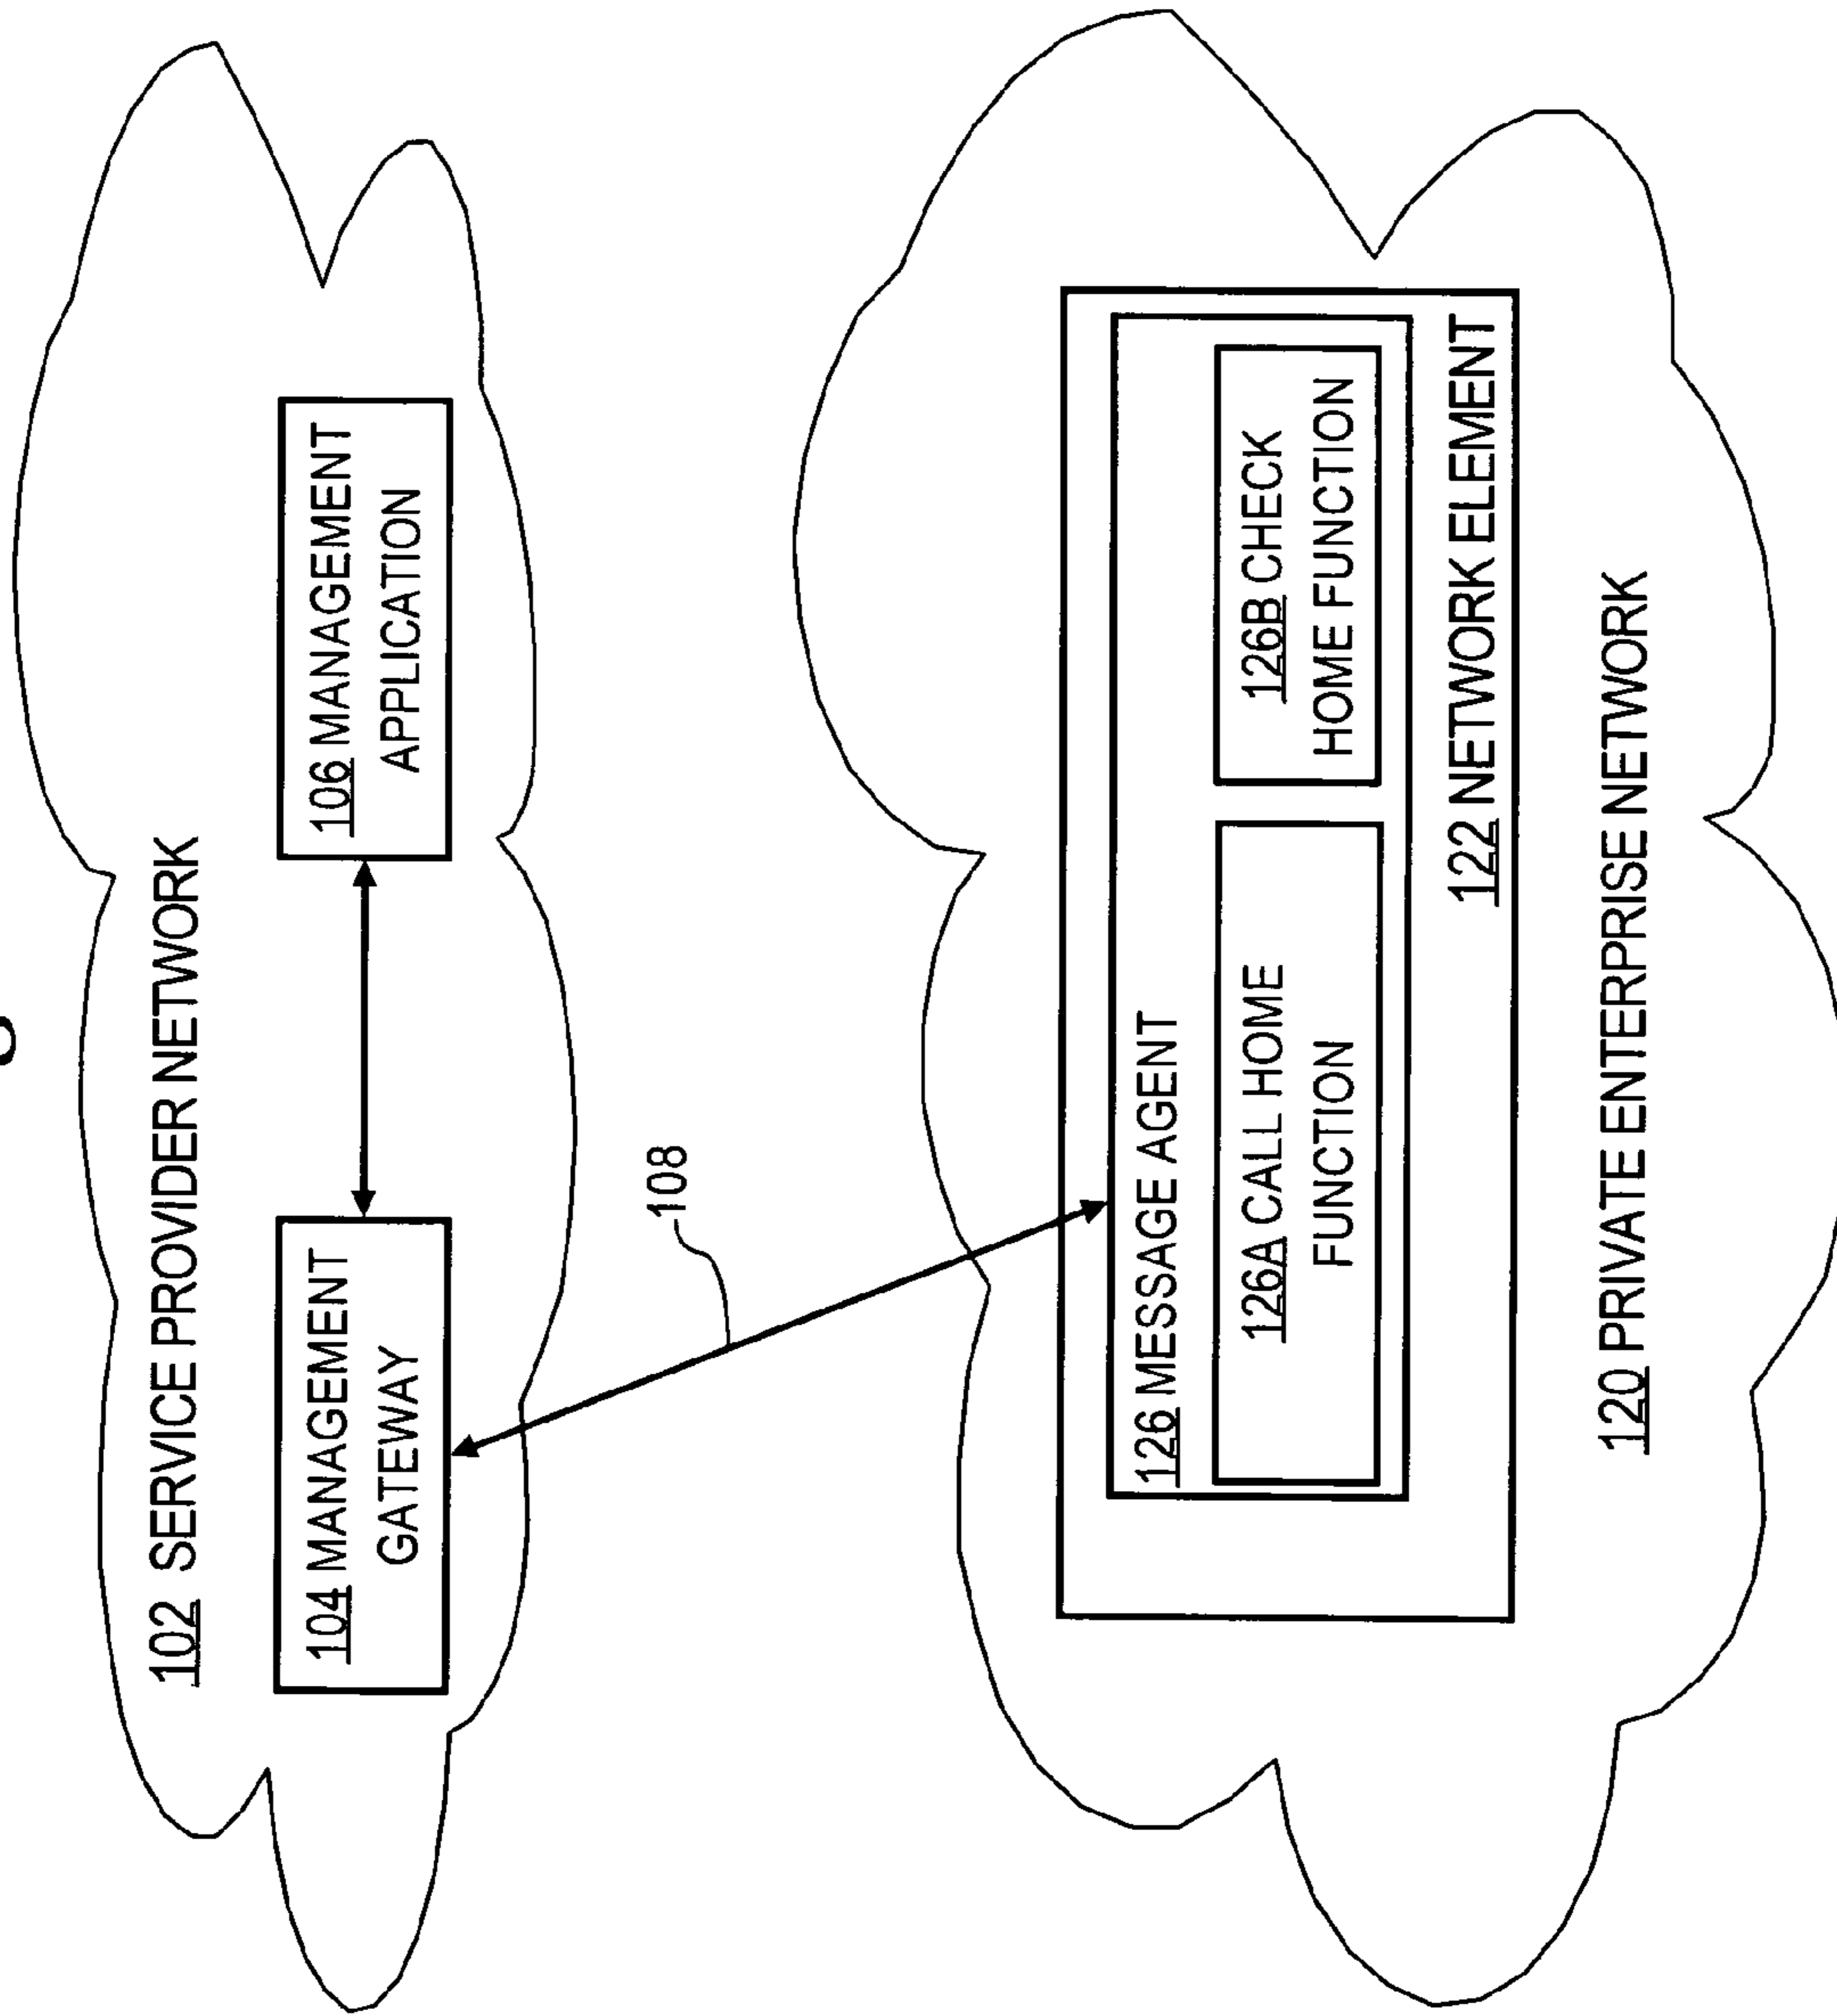 102 SERVICE PROVIDER NETWORK
104 MANAGEMENT
GATEWAY
106 MANAGEMENT
APPLICATION
108
126 MESSAGE AGENT
126A CALL HOME
FUNCTION
126B CHECK
HOME FUNCTION
122 NETWORK ELEMENT
120 PRIVATE ENTERPRISE NETWORK